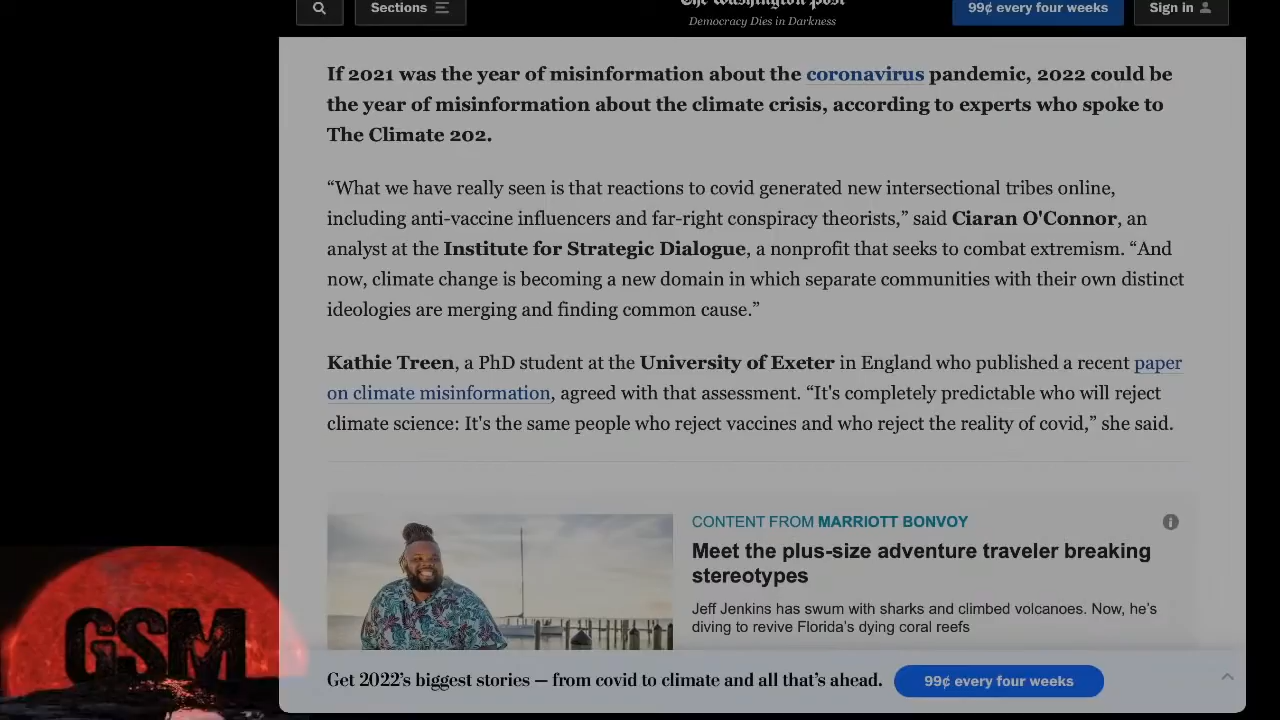 Sections
The Washington Post
99¢ every four weeks
Sign in
Democracy Dies in Darkness
If 2021 was the year of misinformation about the coronavirus pandemic, 2022 could be
the year of misinformation about the climate crisis, according to experts who spoke to
The Climate 202.
“What we have really seen is that reactions to covid generated new intersectional tribes online,
including anti-vaccine influencers and far-right conspiracy theorists,” said Ciaran O'Connor, an
analyst at the Institute for Strategic Dialogue, a nonprofit that seeks to combat extremism. “And
now, climate change is becoming a new domain in which separate communities with their own distinct
ideologies are merging and finding common cause.”
Kathie Treen, a PhD student at the University of Exeter in England who published a recent paper
on climate misinformation, agreed with that assessment. “It's completely predictable who will reject
climate science: It's the same people who reject vaccines and who reject the reality of covid,” she said.
CONTENT FROM MARRIOTT BONVOY
Meet the plus-size adventure traveler breaking
stereotypes
Jeff Jenkins has swum with sharks and climbed volcanoes. Now, he’s
diving to revive Florida’s dying coral reefs
GSM
Get 2022’s biggest stories — from covid to climate and all that’s ahead.
99¢ every four weeks